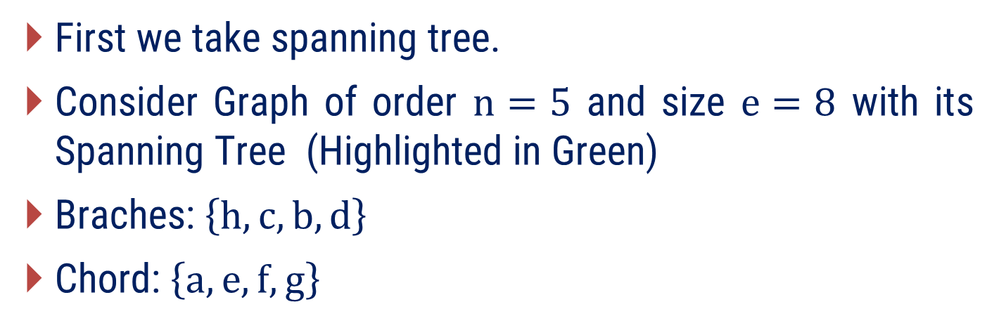 First we take spanning tree.
Consider Graph of order n = 5 and size e = 8 with its
Spanning Tree (Highlighted in Green)
Braches: {h, c, b, d}
Chord: {a, e, f, g}